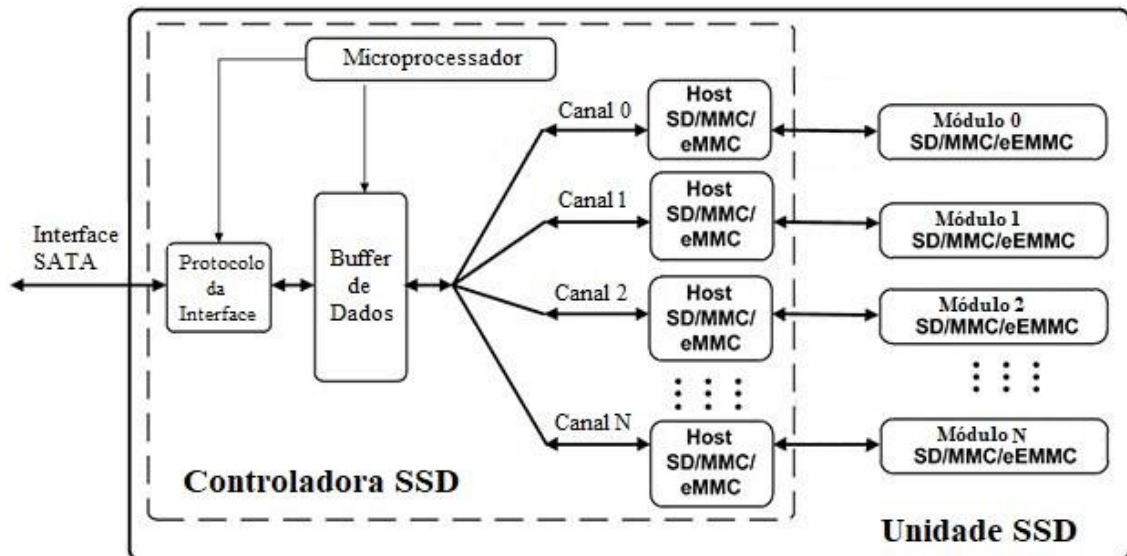 Microprocessador
Interface
SATA
Protocolo
da
Interface
Buffer
de
Dados
Canal 0
Host
SD/MMC/
eMMC
Módulo 0
SD/MMC/eEMMC
Canal 1
Host
SD/MMC/
eMMC
Módulo 1
SD/MMC/eEMMC
Canal 2
Host
SD/MMC/
eMMC
Módulo 2
SD/MMC/eEMMC
Canal N
Host
SD/MMC/
eMMC
Módulo N
SD/MMC/eEMMC
Controladora SSD
Unidade SSD